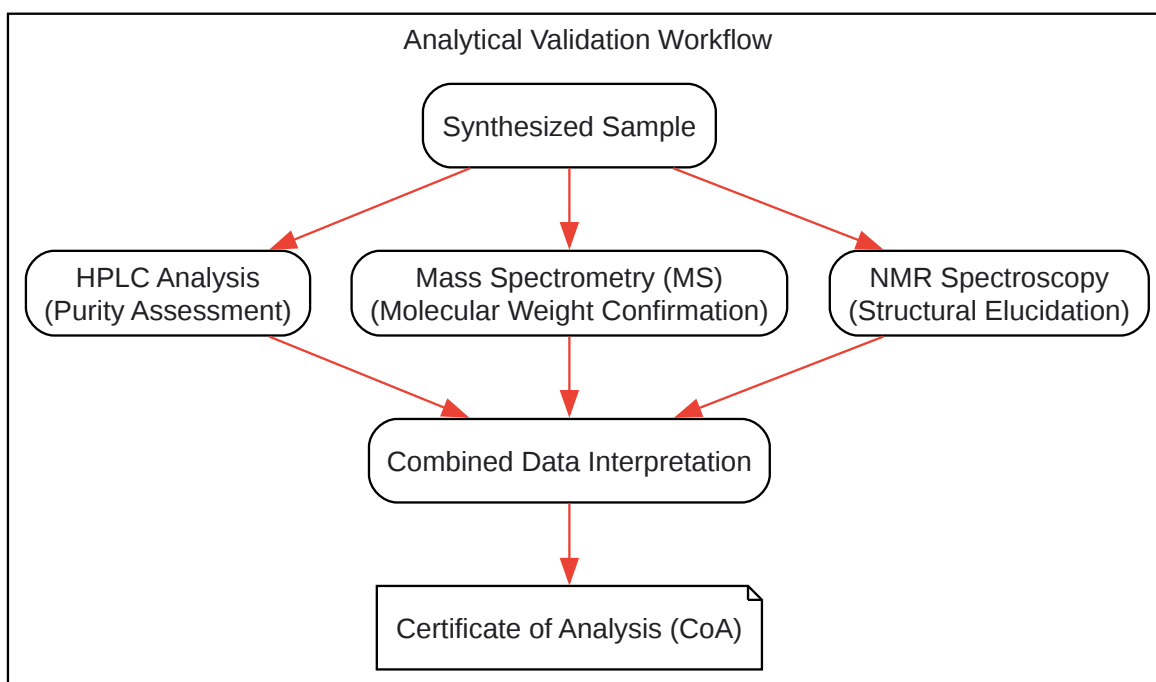 Analytical Validation Workflow
Synthesized Sample
HPLC Analysis
(Purity Assessment)
Mass Spectrometry (MS)
(Molecular Weight Confirmation)
NMR Spectroscopy
(Structural Elucidation)
Combined Data Interpretation
Certificate of Analysis (CoA)